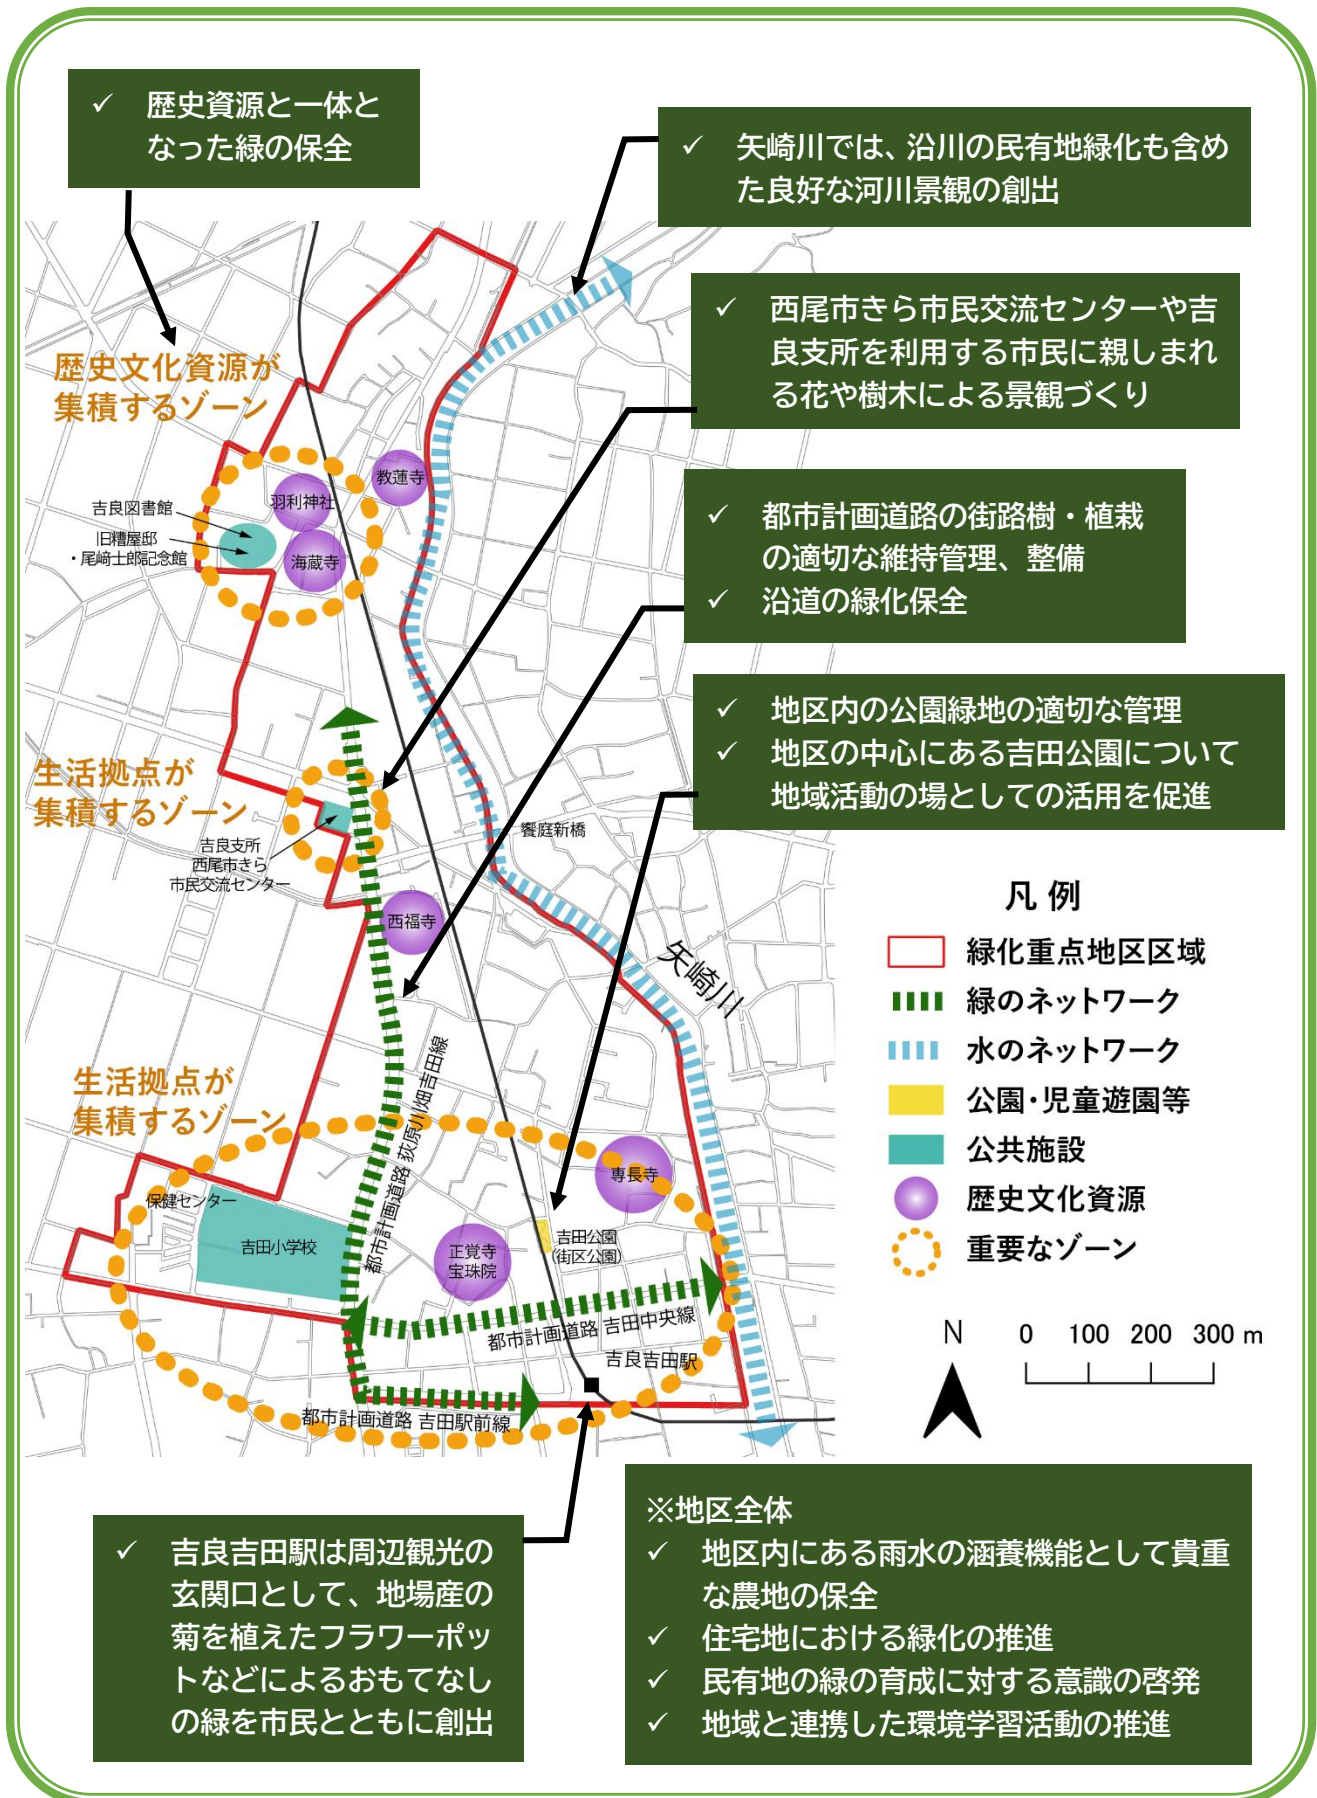 ✓ 歴史資源と一体と
なった緑の保全
✓ 矢崎川では、沿川の民有地緑化も含め
た良好な河川景観の創出
✓ 西尾市きら市民交流センターや吉
良支所を利用する市民に親しまれ
る花や樹木による景観づくり
歴史文化資源が
集積するゾーン
教蓮寺
羽利神社
吉良図書館
旧糟屋邸
・尾﨑士郎記念館
海蔵寺
✓ 都市計画道路の街路樹・植栽
の適切な維持管理、整備
✓ 沿道の緑化保全
✓ 地区内の公園緑地の適切な管理
✓ 地区の中心にある吉田公園について
地域活動の場としての活用を促進
生活拠点が
集積するゾーン
吉良支所
西尾市きら
市民交流センター
饗庭新橋
西福寺
矢崎川
凡 例
緑化重点地区区域
緑のネットワーク
水のネットワーク
公園・児童遊園等
公共施設
歴史文化資源
重要なゾーン
都市計画道路 荻原川畑吉田線
生活拠点が
集積するゾーン
保健センター
吉田小学校
専長寺
正覚寺
宝珠院
吉田公園
(街区公園)
都市計画道路 吉田中央線
吉良吉田駅
都市計画道路 吉田駅前線
N 0 100 200 300 m
✓ 吉良吉田駅は周辺観光の
玄関口として、地場産の
菊を植えたフラワーポッ
トなどによるおもてなし
の緑を市民とともに創出
※地区全体
✓ 地区内にある雨水の涵養機能として貴重
な農地の保全
✓ 住宅地における緑化の推進
✓ 民有地の緑の育成に対する意識の啓発
✓ 地域と連携した環境学習活動の推進